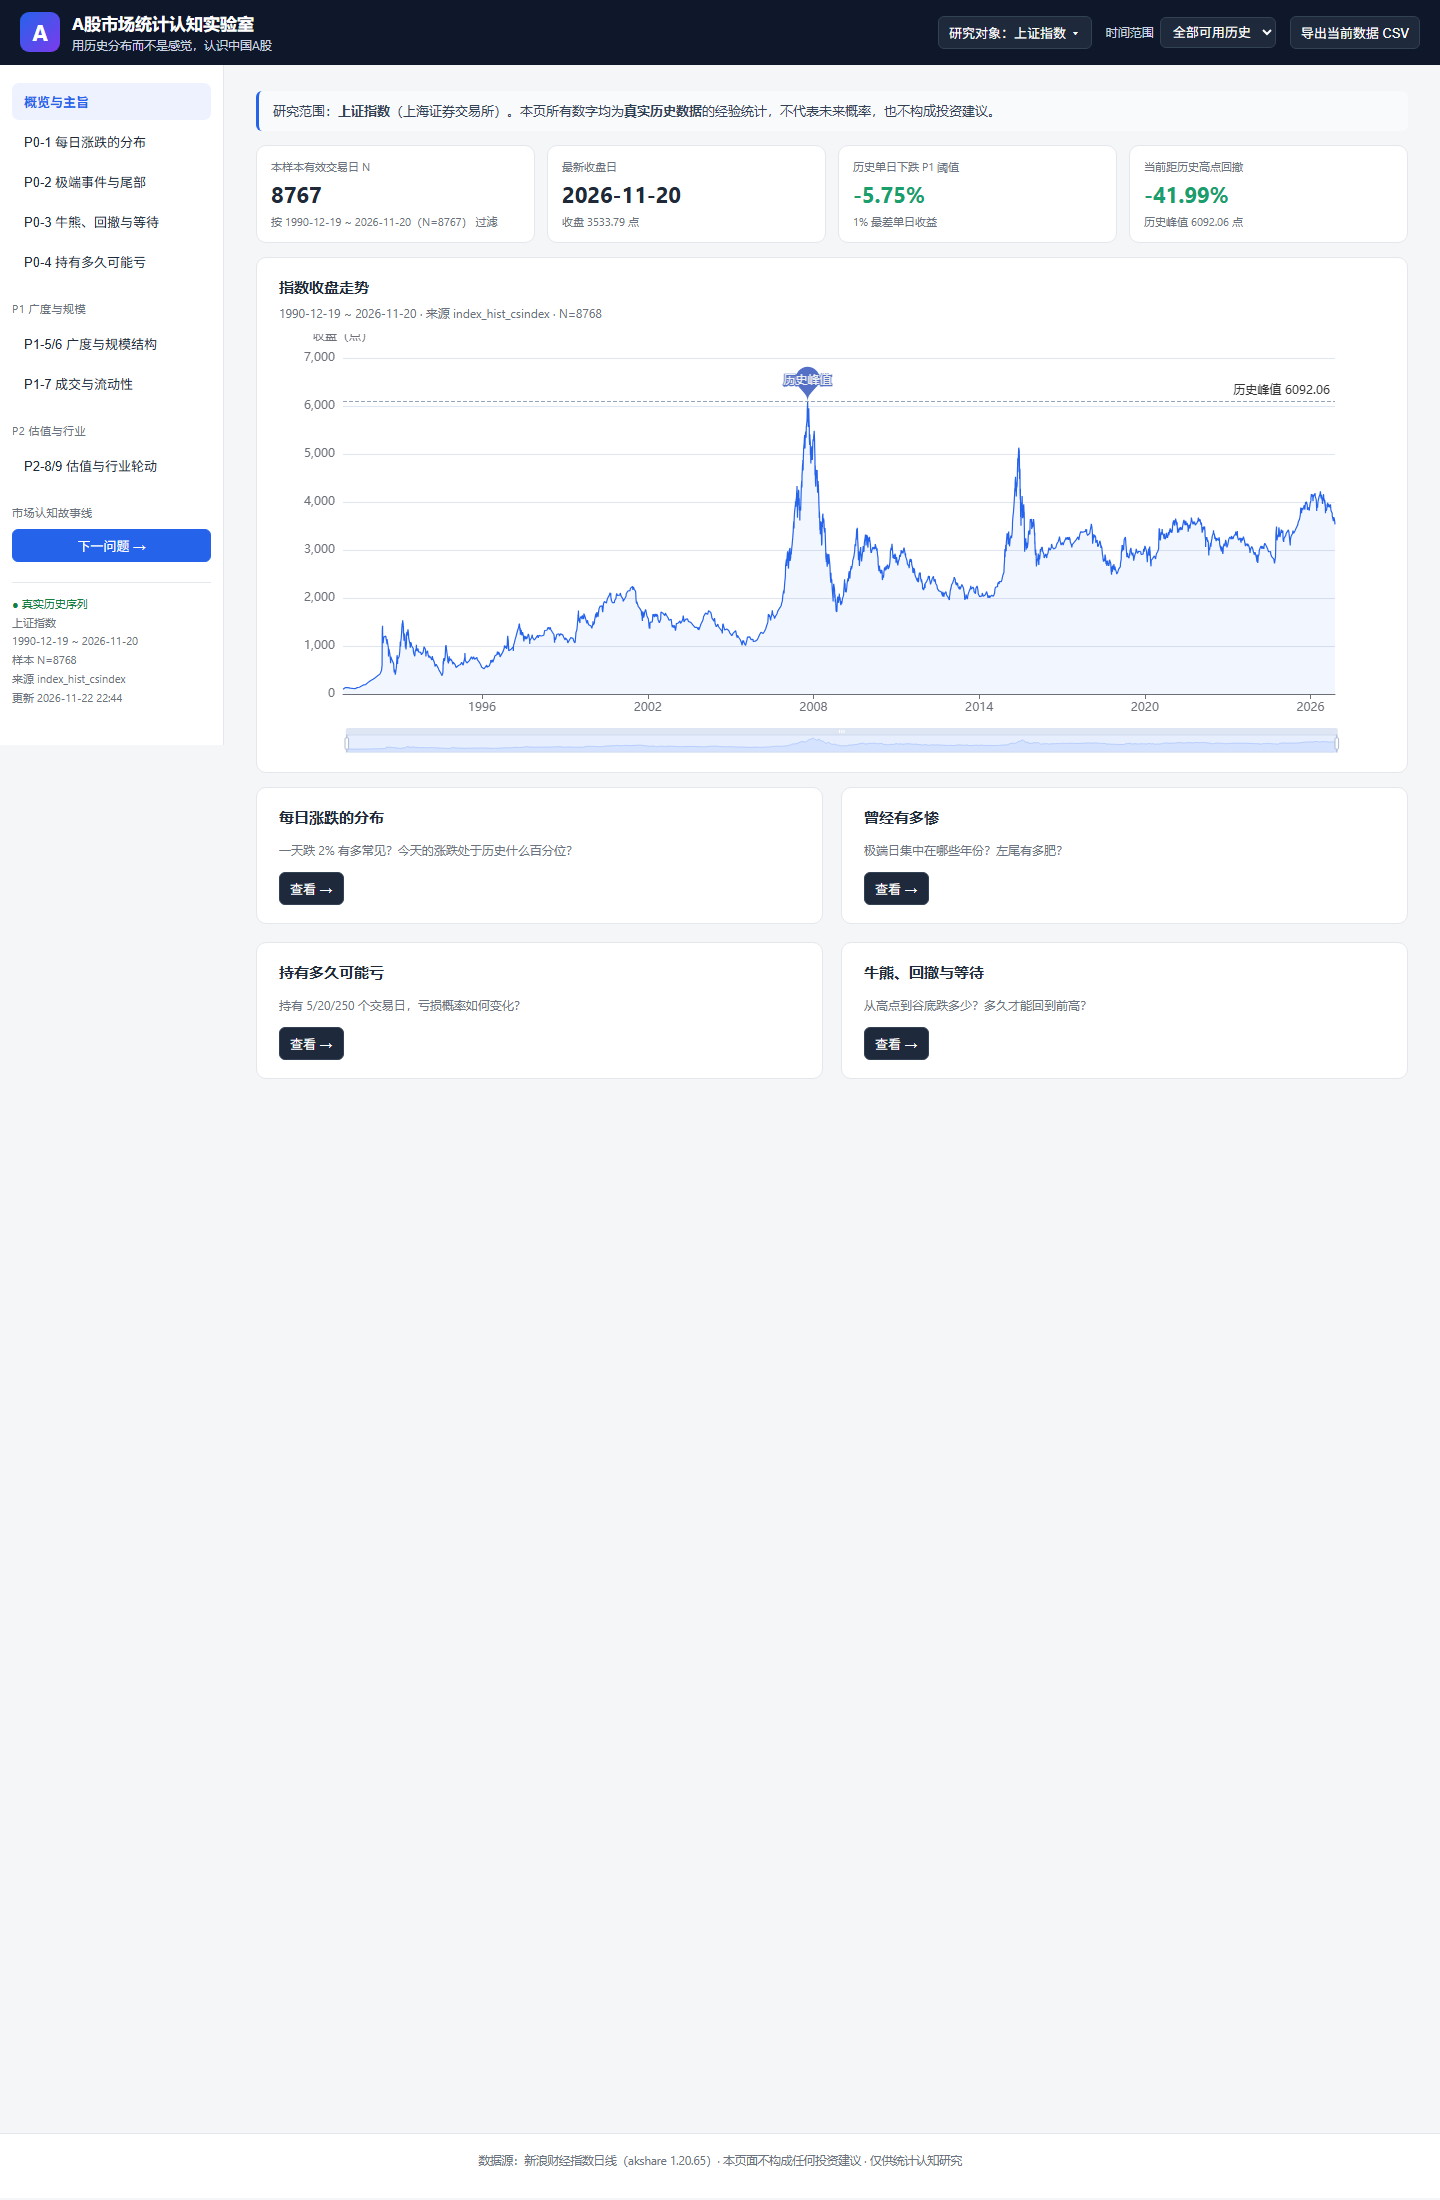 A
A股市场统计认知实验室
用历史分布而不是感觉，认识中国A股
研究对象：上证指数
时间范围
全部可用历史
导出当前数据 CSV
概览与主旨
P0-1 每日涨跌的分布
P0-2 极端事件与尾部
P0-3 牛熊、回撤与等待
P0-4 持有多久可能亏
P1 广度与规模
P1-5/6 广度与规模结构
P1-7 成交与流动性
P2 估值与行业
P2-8/9 估值与行业轮动
市场认知故事线
下一问题 →
● 真实历史序列
上证指数
1990-12-19 ~ 2026-11-20
样本 N=8768
来源 index_hist_csindex
更新 2026-11-22 22:44
研究范围：上证指数（上海证券交易所）。本页所有数字均为真实历史数据的经验统计，不代表未来概率，也不构成投资建议。
本样本有效交易日 N
8767
按 1990-12-19 ~ 2026-11-20（N=8767） 过滤
最新收盘日
2026-11-20
收盘 3533.79 点
历史单日下跌 P1 阈值
-5.75%
1% 最差单日收益
当前距历史高点回撤
-41.99%
历史峰值 6092.06 点
指数收盘走势
1990-12-19 ~ 2026-11-20 · 来源 index_hist_csindex · N=8768
收盘（点）
7,000
6,000
5,000
4,000
3,000
2,000
1,000
0
历史峰值
历史峰值 6092.06
1996
2002
2008
2014
2020
2026
每日涨跌的分布
一天跌 2% 有多常见？今天的涨跌处于历史什么百分位？
查看 →
曾经有多惨
极端日集中在哪些年份？左尾有多肥？
查看 →
持有多久可能亏
持有 5/20/250 个交易日，亏损概率如何变化？
查看 →
牛熊、回撤与等待
从高点到谷底跌多少？多久才能回到前高？
查看 →
数据源：新浪财经指数日线（akshare 1.20.65）· 本页面不构成任何投资建议 · 仅供统计认知研究